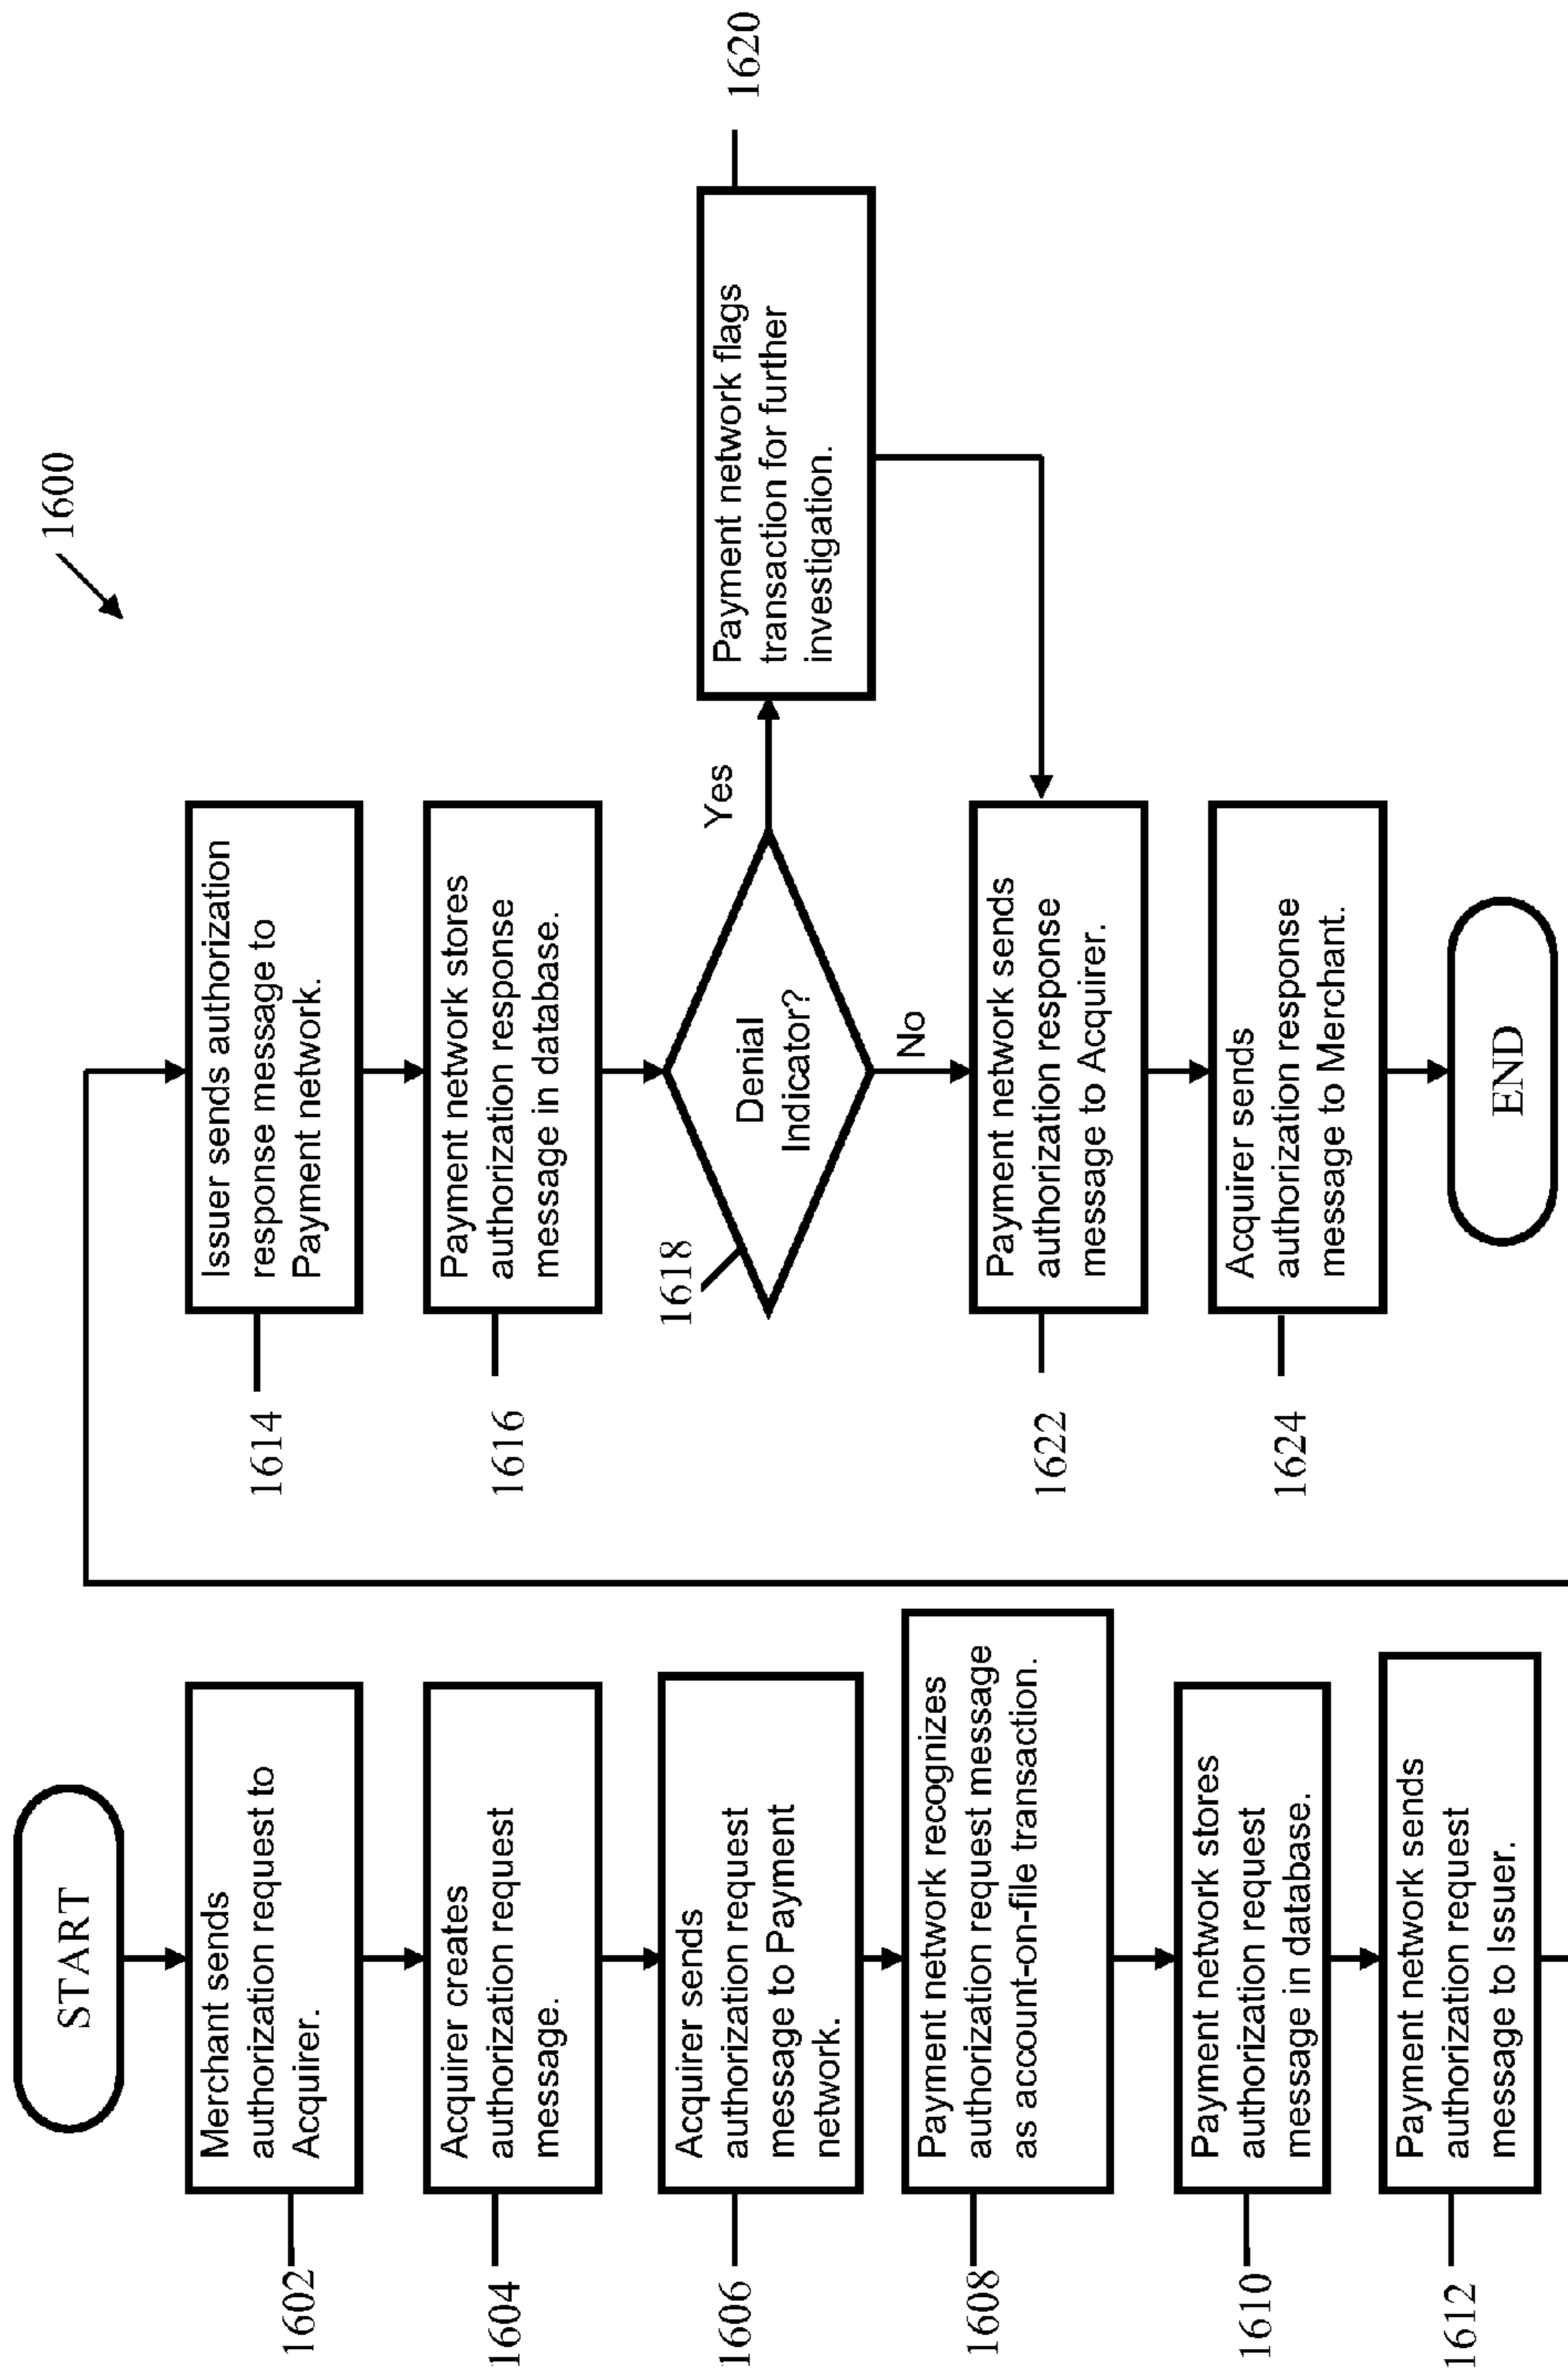 1600
START
1602
Merchant sends
authorization request to
Acquirer.
1604
Acquirer creates
authorization request
message.
1606
Acquirer sends
authorization request
message to Payment
network.
1608
Payment network recognizes
authorization request message
as account-on-file transaction.
1610
Payment network stores
authorization request
message in database.
1612
Payment network sends
authorization request
message to Issuer.
1614
Issuer sends authorization
response message to
Payment network.
1616
Payment network stores
authorization response
message in database.
1618
Denial
Indicator?
Yes
No
Payment network flags
transaction for further
investigation.
1620
1622
Payment network sends
authorization response
message to Acquirer.
1624
Acquirer sends
authorization response
message to Merchant.
END